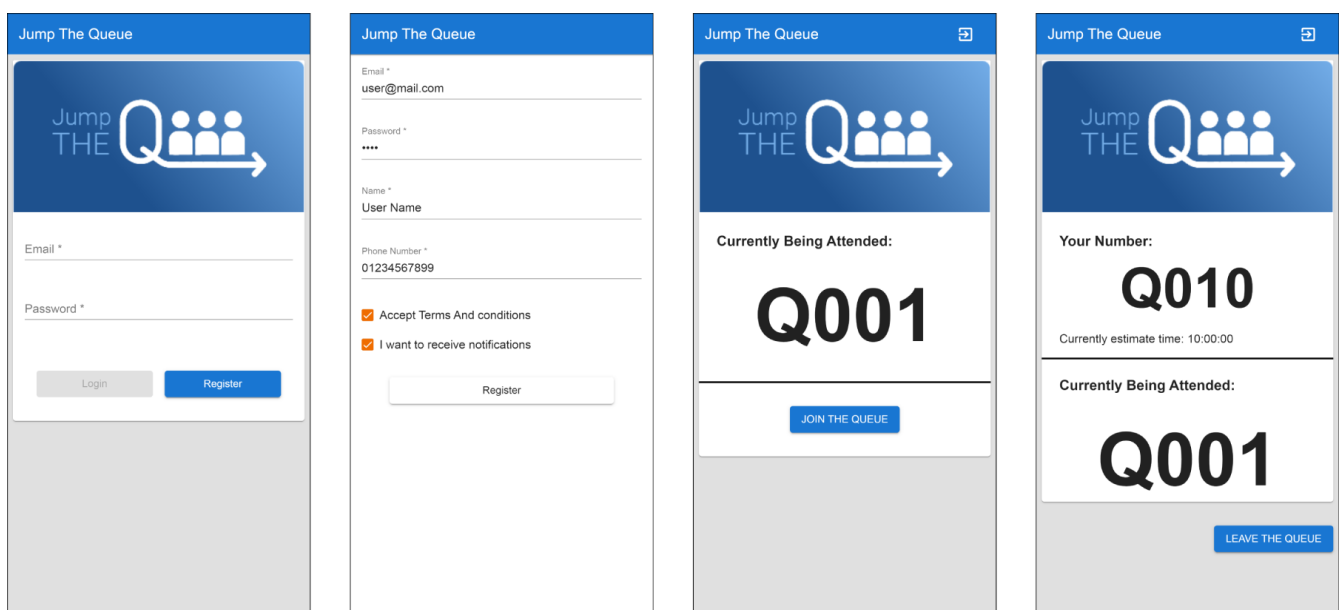 Jump The Queue
Jump
THE Q
Email *
Password *
Login
Register
Jump The Queue
Email *
user@mail.com
Password *
••••
Name *
User Name
Phone Number *
01234567899
Accept Terms And conditions
I want to receive notifications
Register
Jump The Queue
Jump
THE Q
Currently Being Attended:
Q001
JOIN THE QUEUE
Jump The Queue
Jump
THE Q
Your Number:
Q010
Currently estimate time: 10:00:00
Currently Being Attended:
Q001
LEAVE THE QUEUE